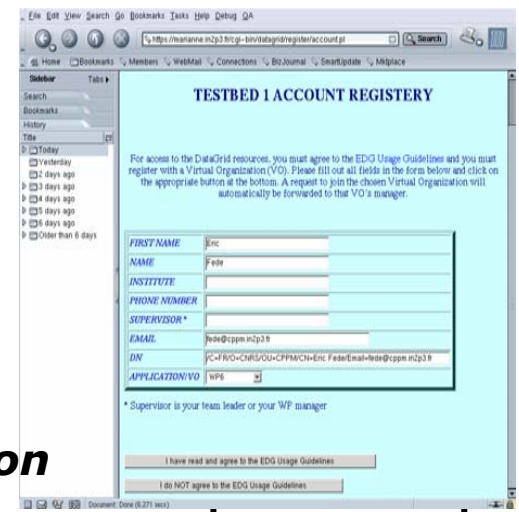 File Edit View Search Go Bookmarks Tasks Help Debug QA
https://marianne.in2p3.fr/cgi-bin/datagrid/register/account.pl Search
Home Bookmarks Members WebMail Connections BizJournal SmartUpdate Mktplace
Sidebar Tabs
Search
Bookmarks
History
Title
Today
Yesterday
2 days ago
3 days ago
4 days ago
5 days ago
6 days ago
Older than 6 days
TESTBED 1 ACCOUNT REGISTERY
For access to the DataGrid resources, you must agree to the EDG Usage Guidelines and you must
register with a Virtual Organization (VO). Please fill out all fields in the form below and click on
the appropriate button at the bottom. A request to join the chosen Virtual Organization will
automatically be forwarded to that VO's manager.
FIRST NAME Eric
NAME Fede
INSTITUTE
PHONE NUMBER
SUPERVISOR *
EMAIL fede@cppm.in2p3.fr
DN /C=FR/O=CNRS/OU=CPPM/CN=Eric Fede/Email=fede@cppm.in2p3.fr
APPLICATION/VO WP6
* Supervisor is your team leader or your WP manager
I have read and agree to the EDG Usage Guidelines
on
I do NOT agree to the EDG Usage Guidelines
Document: Done (6.271 secs)